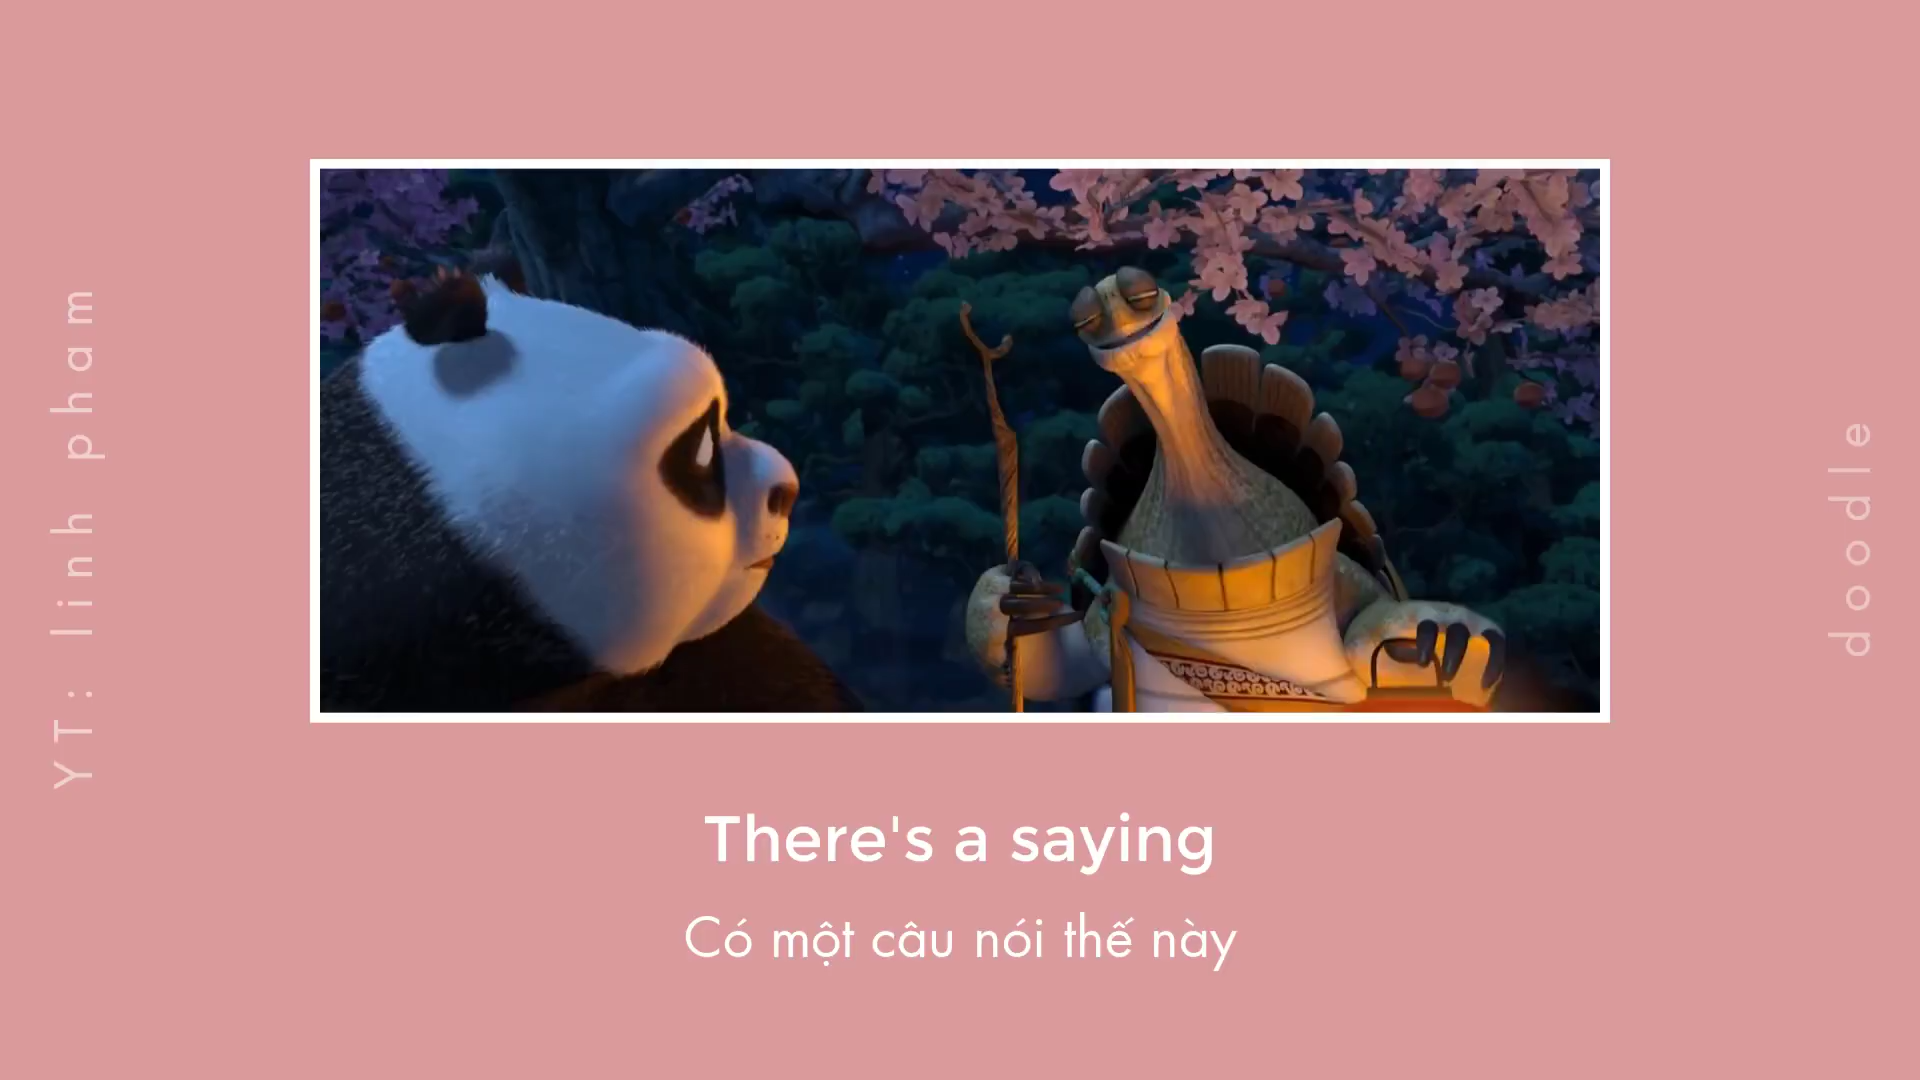 YT: linh pham
doodle
There's a saying
Có một câu nói thế này